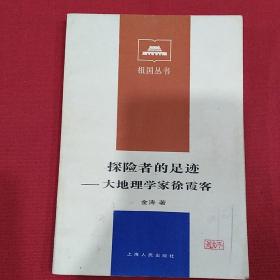 祖国丛书
探险者的足迹
——大地理学家徐霞客
金涛 著
上海人民出版社